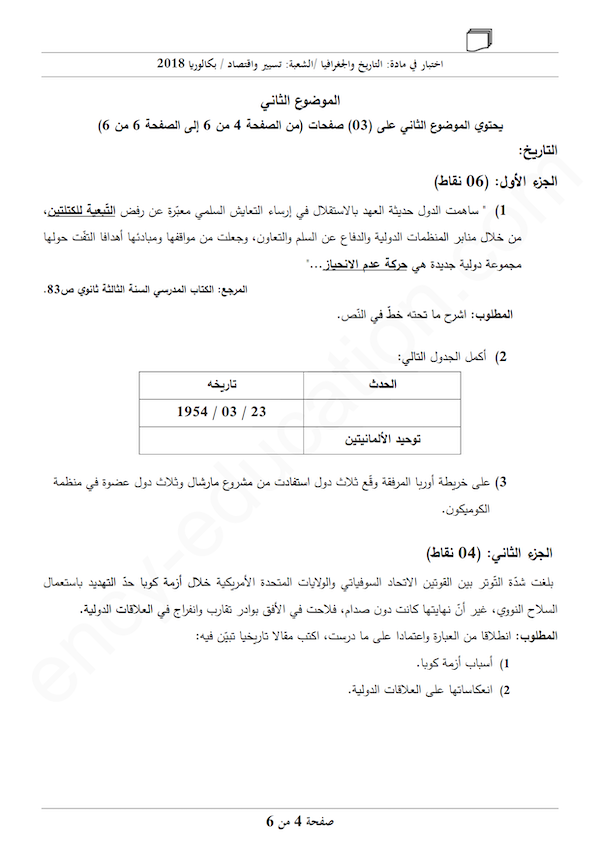 اختبار في مادة: التاريخ والجغرافيا /الشعبة: تسيير واقتصاد / بكالوريا 2018
الموضوع الثاني
يحتوي الموضوع الثاني على (03) صفحات (من الصفحة 4 من 6 إلى الصفحة 6 من 6)
التاريخ:
الجزء الأول: (06 نقاط)
1) " ساهمت الدول حديثة العهد بالاستقلال في إرساء التعايش السلمي معبّرة عن رفض التّبعية للكتلتين،
من خلال منابر المنظمات الدولية والدفاع عن السلم والتعاون، وجعلت من مواقفها ومبادئها أهدافا التفّت حولها
مجموعة دولية جديدة هي حركة عدم الانحياز..."
المرجع: الكتاب المدرسي السنة الثالثة ثانوي ص83.
المطلوب: اشرح ما تحته خطّ في النّص.
2) أكمل الجدول التالي:
الحدث تاريخه
23 / 03 / 1954
توحيد الألمانيتين
3) على خريطة أوربا المرفقة وقّع ثلاث دول استفادت من مشروع مارشال وثلاث دول عضوة في منظمة
الكوميكون.
الجزء الثاني: (04 نقاط)
بلغت شدّة التّوتر بين القوتين الاتحاد السوفياتي والولايات المتحدة الأمريكية خلال أزمة كوبا حدّ التهديد باستعمال
السلاح النووي، غير أنّ نهايتها كانت دون صدام، فلاحت في الأفق بوادر تقارب وانفراج في العلاقات الدولية.
المطلوب: انطلاقا من العبارة واعتمادا على ما درست، اكتب مقالا تاريخيا تبيّن فيه:
1) أسباب أزمة كوبا.
2) انعكاساتها على العلاقات الدولية.
صفحة 4 من 6
ency-education.com